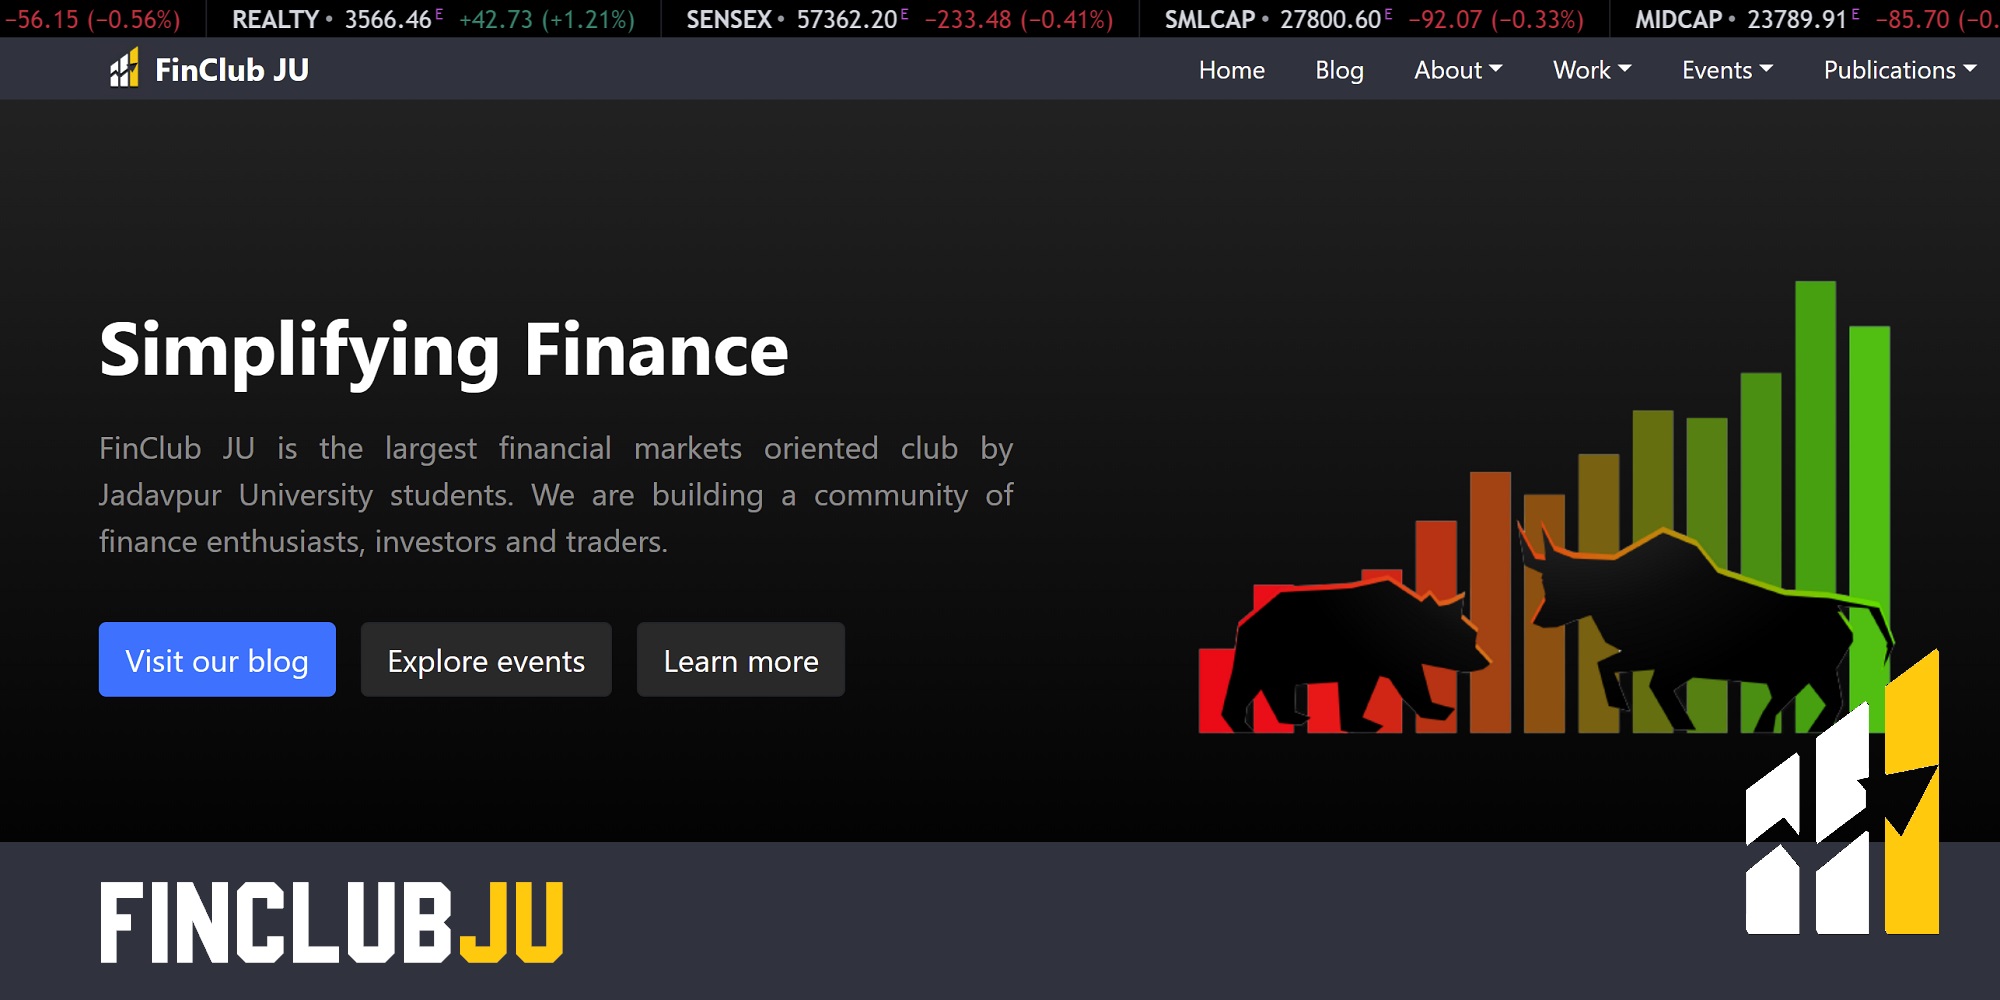 −56.15 (−0.56%) REALTY • 3566.46 E +42.73 (+1.21%) SENSEX • 57362.20 E −233.48 (−0.41%) SMLCAP • 27800.60 E −92.07 (−0.33%) MIDCAP • 23789.91 E −85.70 (−0.
FinClub JU Home Blog About Work Events Publications
Simplifying Finance
FinClub JU is the largest financial markets oriented club by
Jadavpur University students. We are building a community of
finance enthusiasts, investors and traders.
Visit our blog Explore events Learn more
FINCLUBJU